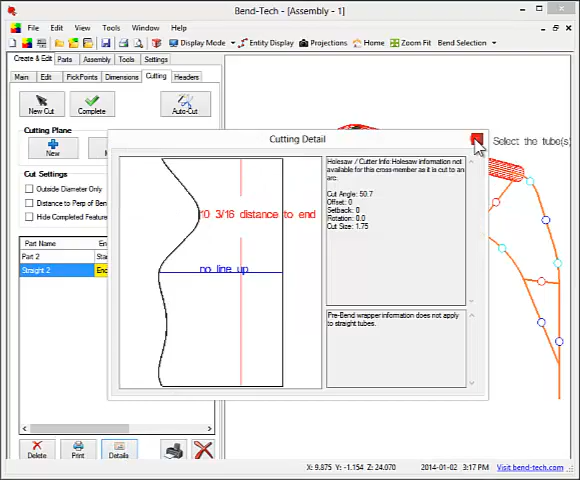 Bend-Tech - [Assembly - 1]
File Edit View Tools Window Help
Display Mode Entity Display Projections Home Zoom Fit Bend Selection
Create & Edit Parts Assembly Tools Settings
Main Edit PickPoints Dimensions Cutting Headers
New Cut Complete Auto-Cut
Cutting Plane
New
Cut Settings
Outside Diameter Only
Distance to Perp of Ben
Hide Completed Feature
Part Name
Part 2
Straight 2
Delete Print Details
Cutting Detail
10 3/16 distance to end
no line up
Holesaw / Cutter Info Holesaw information not
available for this cross-member as it is cut to an
arc.
Cut Angle: 50.7
Offset: 0
Setback: 0
Rotation: 0.0
Cut Size: 1.75
Pre-Bend wrapper information does not apply
to straight tubes.
Select the tube(s)
X: 9.875 Y: -1.154 Z: 24.070 2014-01-02 3:17 PM Visit bend-tech.com